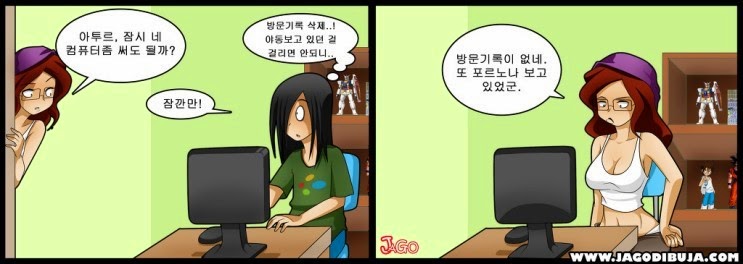 아투르, 잠시 네
컴퓨터좀 써도 될까?
방문기록 삭제..!
야동보고 있던 걸
걸리면 안되니..
잠깐만!
방문기록이 없네.
또 포르노나 보고
있었군.
JAGO
WWW.JAGODIBUJA.COM